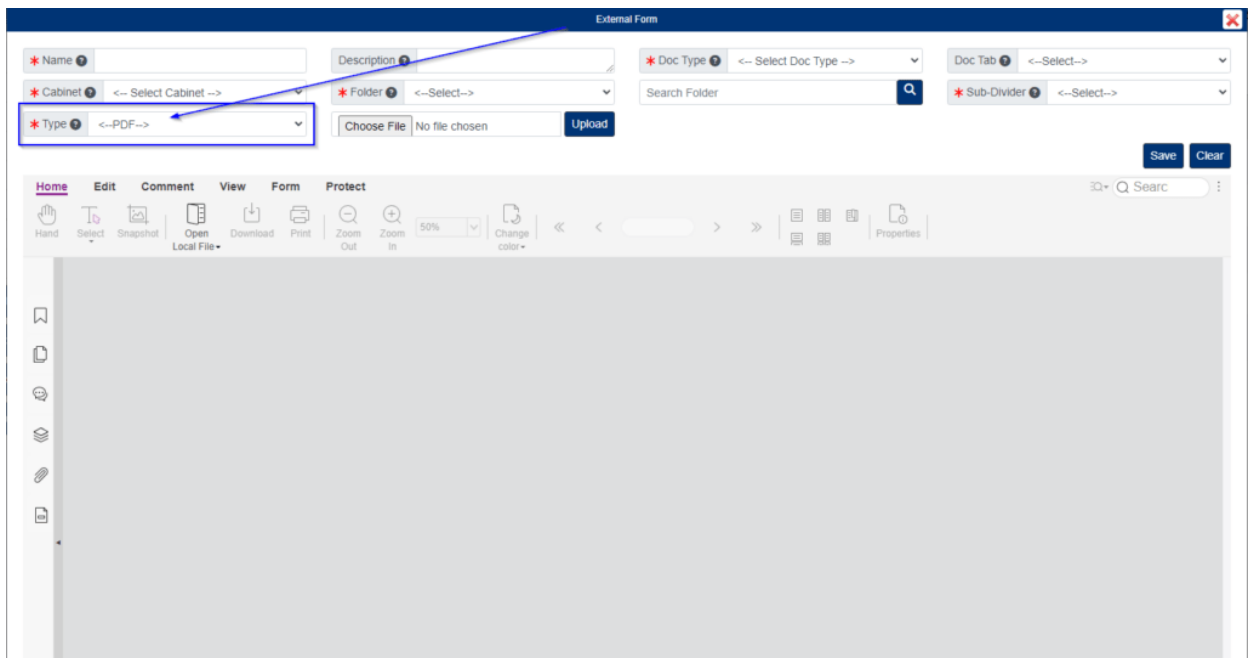 External Form
* Name ? Description ? * Doc Type ? <-- Select Doc Type --> Doc Tab ? <--Select-->
* Cabinet ? <-- Select Cabinet --> * Folder ? <--Select--> Search Folder * Sub-Divider ? <--Select-->
* Type ? <--PDF--> Choose File No file chosen Upload
Save Clear
Home Edit Comment View Form Protect Searc
Hand Select Snapshot Open Local File Download Print Zoom Out Zoom In 50% Change color Properties